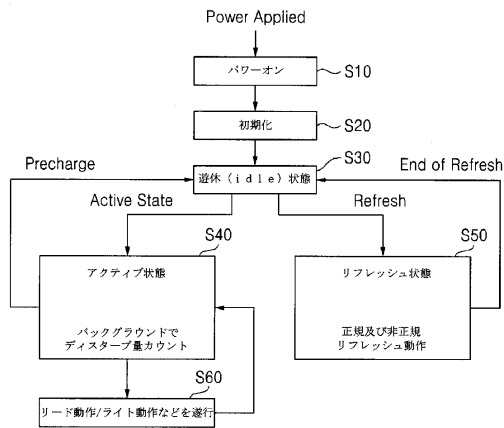 Power Applied
パワーオン
S10
初期化
S20
S30
Precharge
遊休（ｉｄｌｅ）状態
End of Refresh
Active State
Refresh
S40
S50
アクティブ状態
リフレッシュ状態
バックグラウンドで
ディスターブ量カウント
正規及び非正規
リフレッシュ動作
S60
リード動作/ライト動作などを遂行